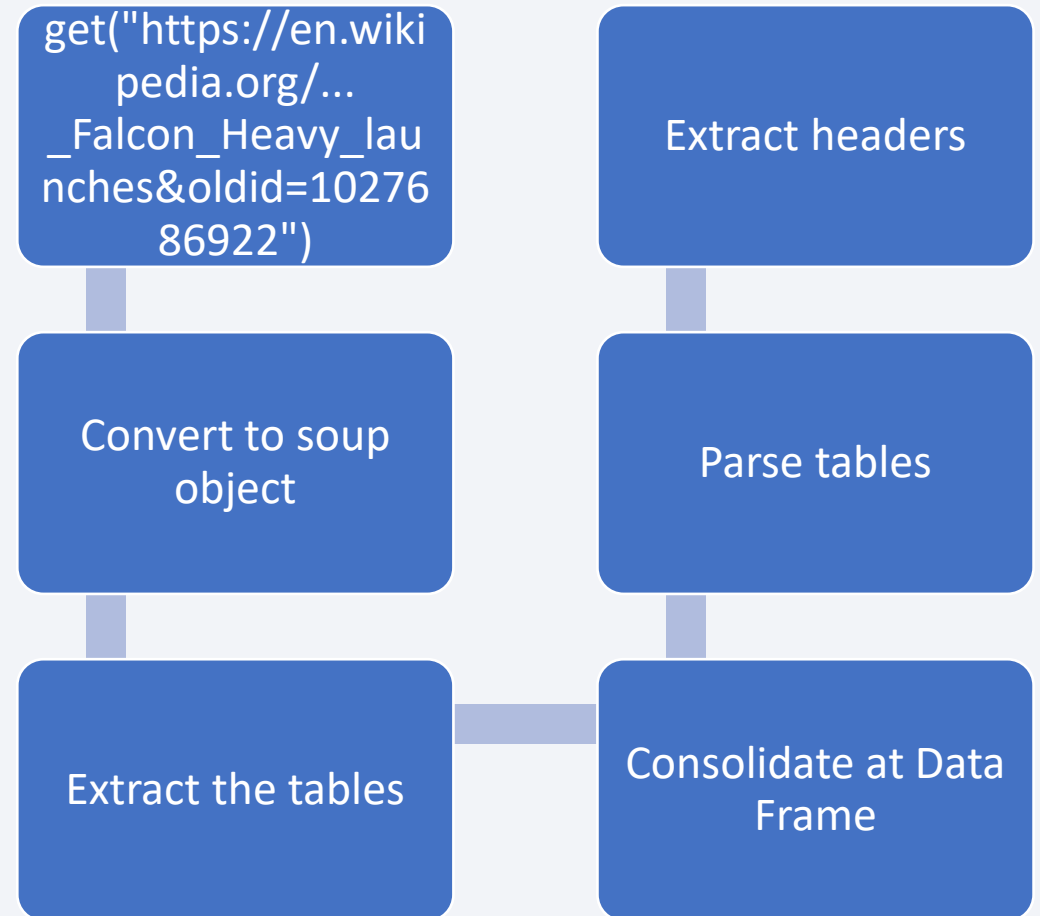 get("https://en.wiki
pedia.org/...
_Falcon_Heavy_lau
nches&oldid=10276
86922")
Convert to soup
object
Extract the tables
Consolidate at Data
Frame
Parse tables
Extract headers